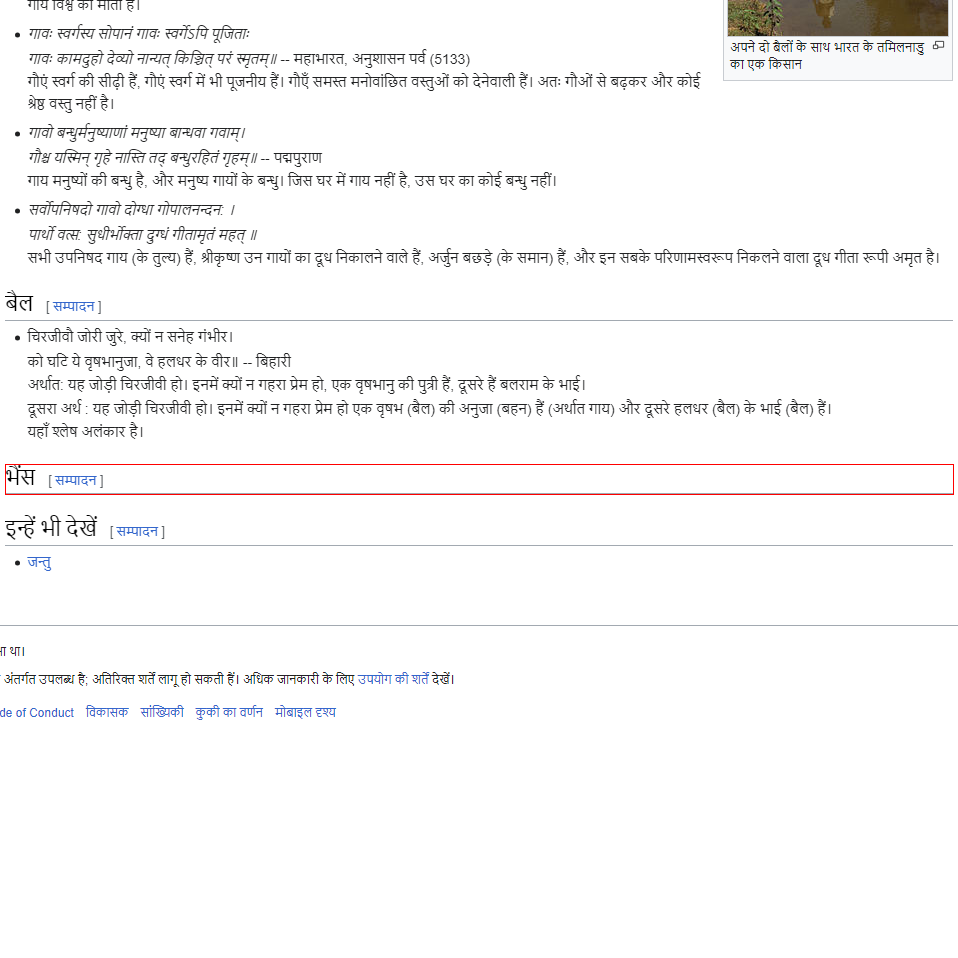 गाय विश्व की माता है।
गावः स्वर्गस्य सोपानं गावः स्वर्गेऽपि पूजिताः
गावः कामदुहो देव्यो नान्यत् किञ्चित् परं स्मृतम्॥ -- महाभारत, अनुशासन पर्व (5133)
गौएं स्वर्ग की सीढ़ी हैं, गौएं स्वर्ग में भी पूजनीय हैं। गौएँ समस्त मनोवांछित वस्तुओं को देनेवाली हैं। अतः गौओं से बढ़कर और कोई
श्रेष्ठ वस्तु नहीं है।
अपने दो बैलों के साथ भारत के तमिलनाडु
का एक किसान
गावो बन्धुर्मनुष्याणां मनुष्या बान्धवा गवाम्।
गौश्च यस्मिन् गृहे नास्ति तद् बन्धुरहितं गृहम्॥ -- पद्मपुराण
गाय मनुष्यों की बन्धु है, और मनुष्य गायों के बन्धु। जिस घर में गाय नहीं है, उस घर का कोई बन्धु नहीं।
सर्वोपनिषदो गावो दोग्धा गोपालनन्दन: ।
पार्थो वत्स: सुधीर्भोक्ता दुग्धं गीतामृतं महत् ॥
सभी उपनिषद गाय (के तुल्य) हैं, श्रीकृष्ण उन गायों का दूध निकालने वाले हैं, अर्जुन बछड़े (के समान) हैं, और इन सबके परिणामस्वरूप निकलने वाला दूध गीता रूपी अमृत है।
बैल [ सम्पादन ]
चिरजीवौ जोरी जुरे, क्यों न सनेह गंभीर।
को घटि ये वृषभानुजा, वे हलधर के वीर॥ -- बिहारी
अर्थात: यह जोड़ी चिरजीवी हो। इनमें क्यों न गहरा प्रेम हो, एक वृषभानु की पुत्री हैं, दूसरे हैं बलराम के भाई।
दूसरा अर्थ : यह जोड़ी चिरजीवी हो। इनमें क्यों न गहरा प्रेम हो एक वृषभ (बैल) की अनुजा (बहन) हैं (अर्थात गाय) और दूसरे हलधर (बैल) के भाई (बैल) हैं।
यहाँ श्लेष अलंकार है।
भैंस [ सम्पादन ]
इन्हें भी देखें [ सम्पादन ]
जन्तु
था।
अंतर्गत उपलब्ध है; अतिरिक्त शर्तें लागू हो सकती हैं। अधिक जानकारी के लिए उपयोग की शर्तें देखें।
de of Conduct विकासक सांख्यिकी कुकी का वर्णन मोबाइल दृश्य